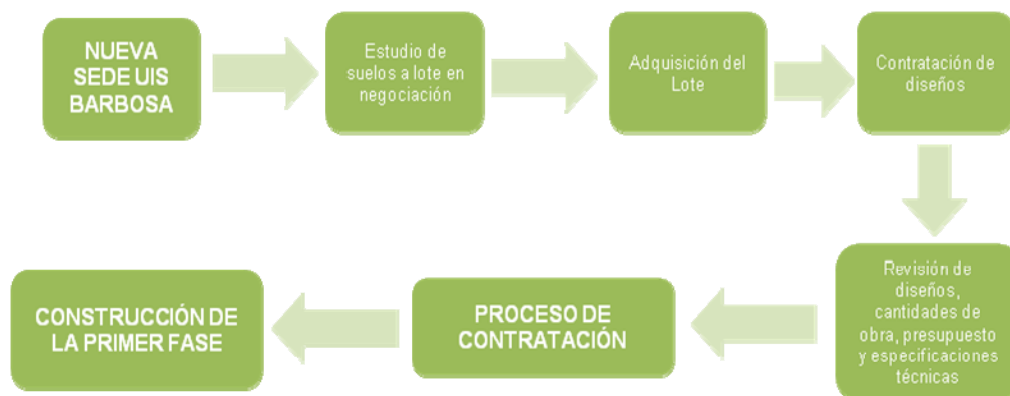 NUEVA
SEDE UIS
BARBOSA
Estudio de
suelos a lote en
negociación
Adquisición del
Lote
Contratación de
diseños
Revisión de
diseños,
cantidades de
obra, presupuesto
y especificaciones
técnicas
PROCESO DE
CONTRATACIÓN
CONSTRUCCIÓN DE
LA PRIMER FASE